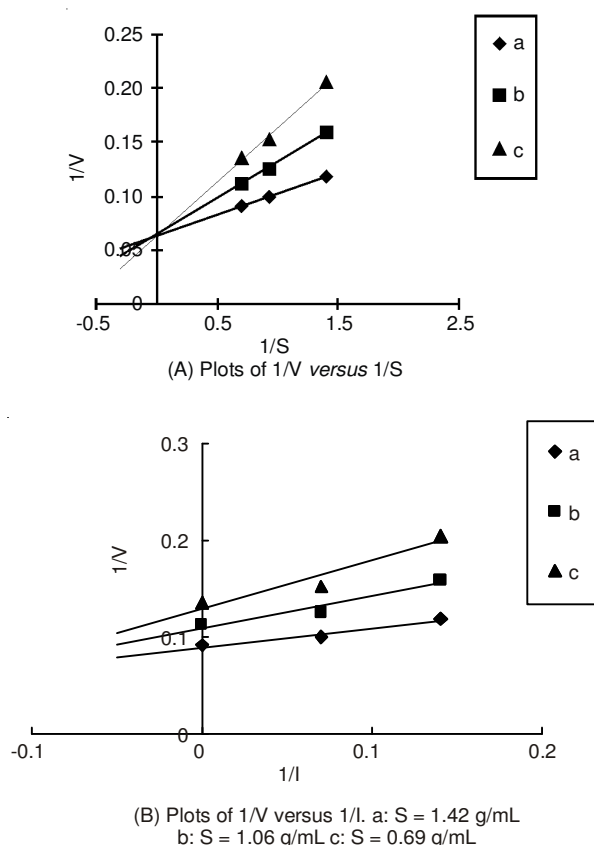 0.25
a
0.20
b
0.15
c
1/V
0.10
0.05
0
-0.5
0.5
1.5
2.5
1/S
(A) Plots of 1/V versus 1/S
0.3
a
b
0.2
1/V
c
0.1
0
-0.1
0
0.1
0.2
1/I
(B) Plots of 1/V versus 1/I. a: S = 1.42 g/mL
b: S = 1.06 g/mL c: S = 0.69 g/mL